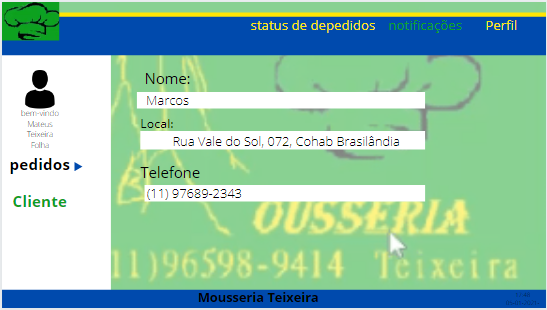 status de depedidos notificações Perfil
bem-vindo
Mateus
Teixeira
Folha
pedidos
Cliente
Nome:
Marcos
Local:
Rua Vale do Sol, 072, Cohab Brasilândia
Telefone
(11) 97689-2343
OUSSERIA
11)96598-9414 Teixeira
Mousseria Teixeira